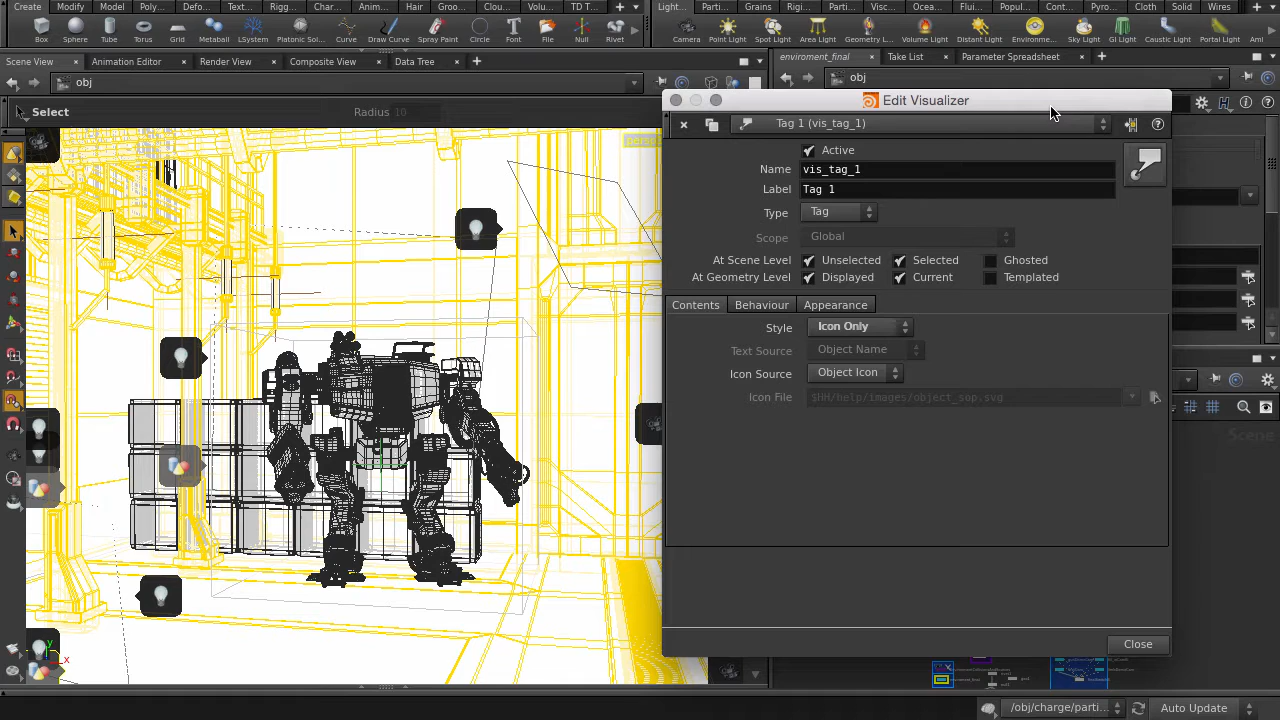 Create Modify Mod... Poly... Defo... Text... Rigg... Char... Anim... Hair Groo... Clou... Volu... TD T...
Light... Parti... Grains Rigi... Parti... Visc... Ocea... Flui... Popul... Cont... Pyro... Cloth Solid Wires
Box Sphere Tube Torus Grid Metaball LSystem Platonic Sol... Curve Draw Curve Spray Paint Circle Font File Null Rivet
Camera Point Light Spot Light Area Light Geometry L... Volume Light Distant Light Environme... Sky Light GI Light Caustic Light Portal Light Ami
Scene View Animation Editor Render View Composite View Data Tree
enviroment_final Take List Parameter Spreadsheet
obj
obj
Select Radius 10
Edit Visualizer
Tag 1 (vis_tag_1)
Active
Name vis_tag_1
Label Tag 1
Type Tag
Scope Global
At Scene Level Unselected Selected Ghosted
At Geometry Level Displayed Current Templated
Contents Behaviour Appearance
Style Icon Only
Text Source Object Name
Icon Source Object Icon
Icon File $HH/help/images/object_sop.svg
Scene
Close
y
x
/obj/charge/parti... Auto Update